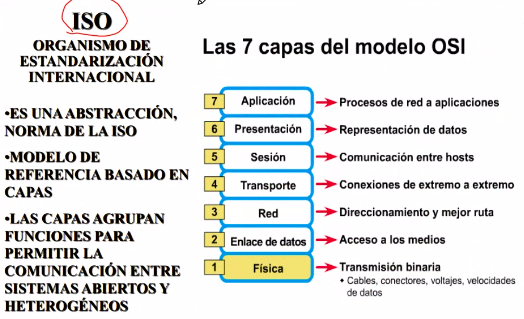 ISO
ORGANISMO DE
ESTANDARIZACIÓN
INTERNACIONAL
•ES UNA ABSTRACCIÓN,
NORMA DE LA ISO
•MODELO DE
REFERENCIA BASADO EN
CAPAS
•LAS CAPAS AGRUPAN
FUNCIONES PARA
PERMITIR LA
COMUNICACIÓN ENTRE
SISTEMAS ABIERTOS Y
HETEROGÉNEOS
Las 7 capas del modelo OSI
7 Aplicación Procesos de red a aplicaciones
6 Presentación Representación de datos
5 Sesión Comunicación entre hosts
4 Transporte Conexiones de extremo a extremo
3 Red Direccionamiento y mejor ruta
2 Enlace de datos Acceso a los medios
1 Física Transmisión binaria
Cables, conectores, voltajes, velocidades
de datos